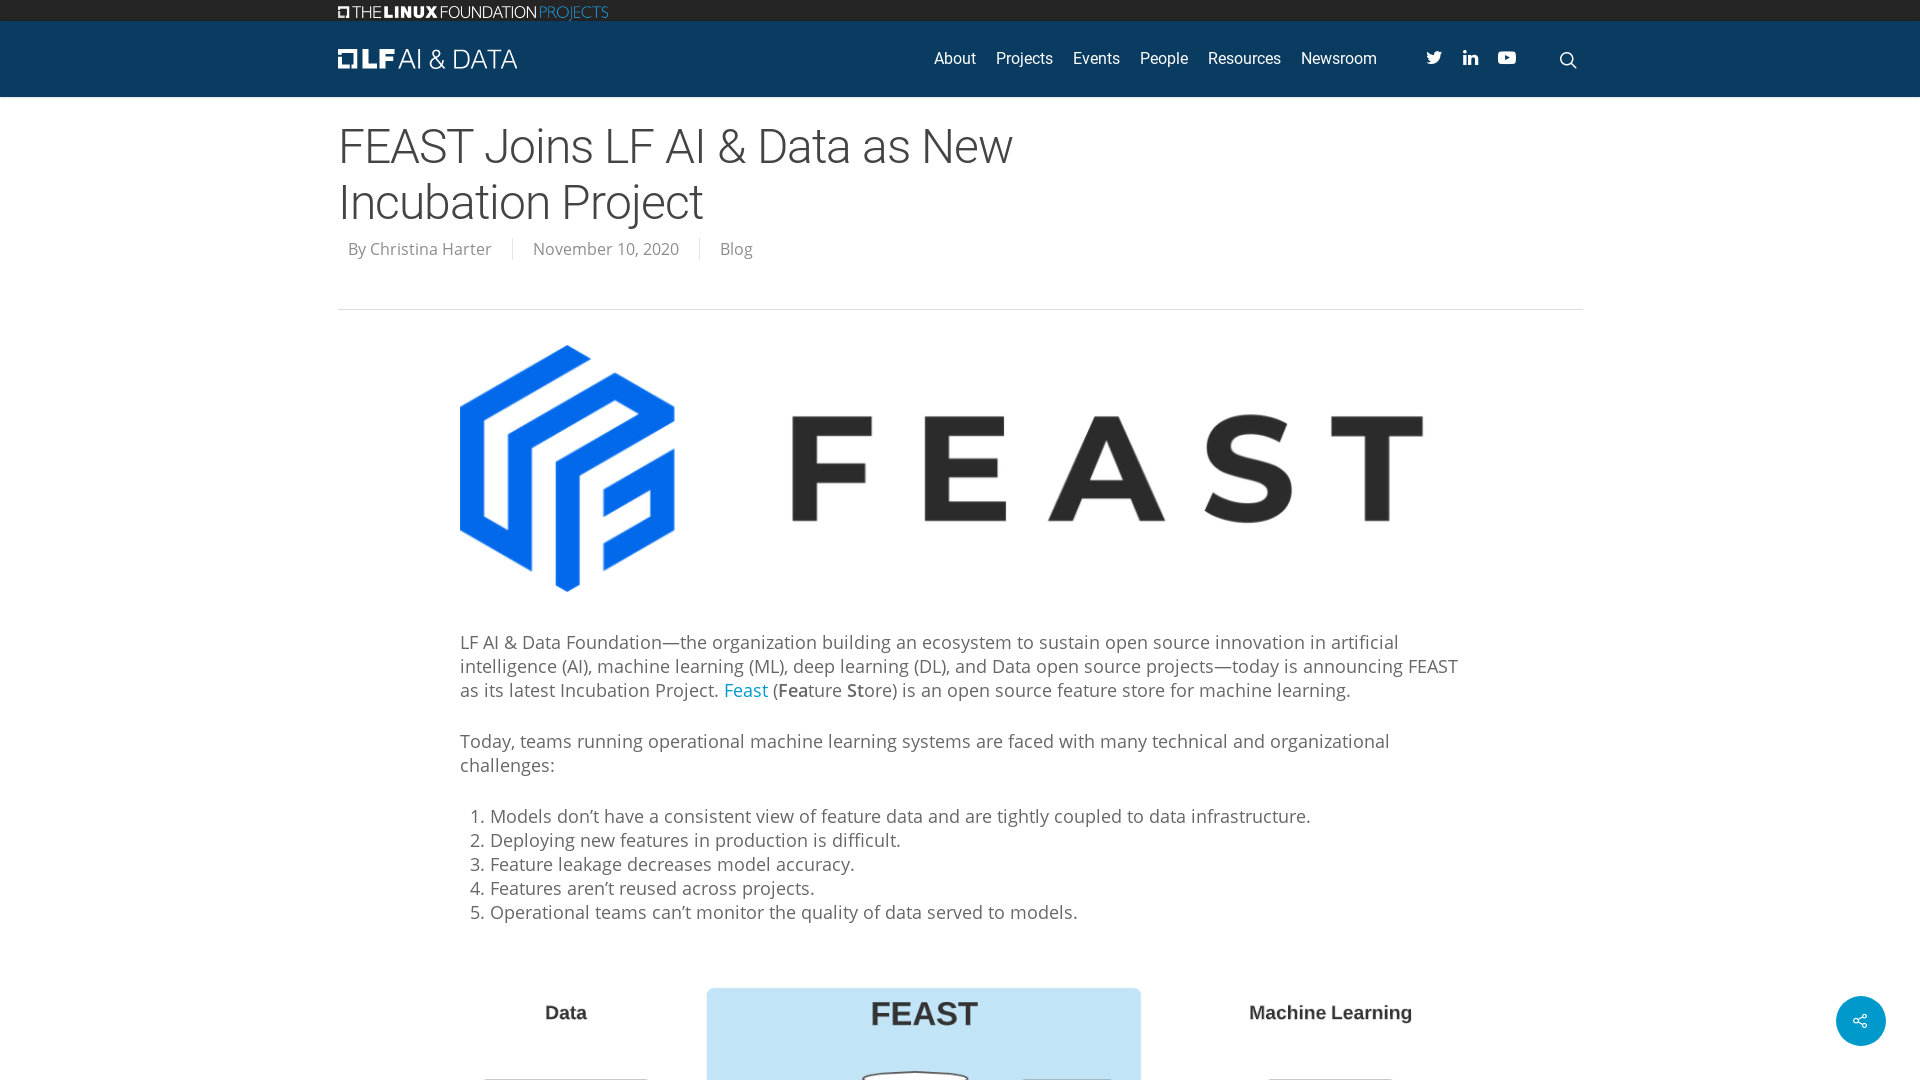 THE LINUX FOUNDATION PROJECTS
LF AI & DATA
About Projects Events People Resources Newsroom
FEAST Joins LF AI & Data as New
Incubation Project
By Christina Harter November 10, 2020 Blog
FEAST
LF AI & Data Foundation—the organization building an ecosystem to sustain open source innovation in artificial
intelligence (AI), machine learning (ML), deep learning (DL), and Data open source projects—today is announcing FEAST
as its latest Incubation Project. Feast (Feature Store) is an open source feature store for machine learning.
Today, teams running operational machine learning systems are faced with many technical and organizational
challenges:
1. Models don’t have a consistent view of feature data and are tightly coupled to data infrastructure.
2. Deploying new features in production is difficult.
3. Feature leakage decreases model accuracy.
4. Features aren’t reused across projects.
5. Operational teams can’t monitor the quality of data served to models.
Data FEAST Machine Learning